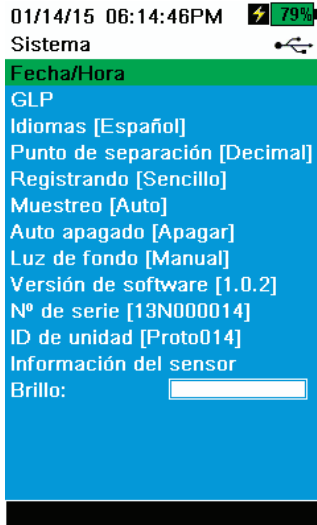 01/14/15 06:14:46PM 79%
Sistema
Fecha/Hora
GLP
Idiomas [Español]
Punto de separación [Decimal]
Registrando [Sencillo]
Muestreo [Auto]
Auto apagado [Apagar]
Luz de fondo [Manual]
Versión de software [1.0.2]
Nº de serie [13N000014]
ID de unidad [Proto014]
Información del sensor
Brillo: